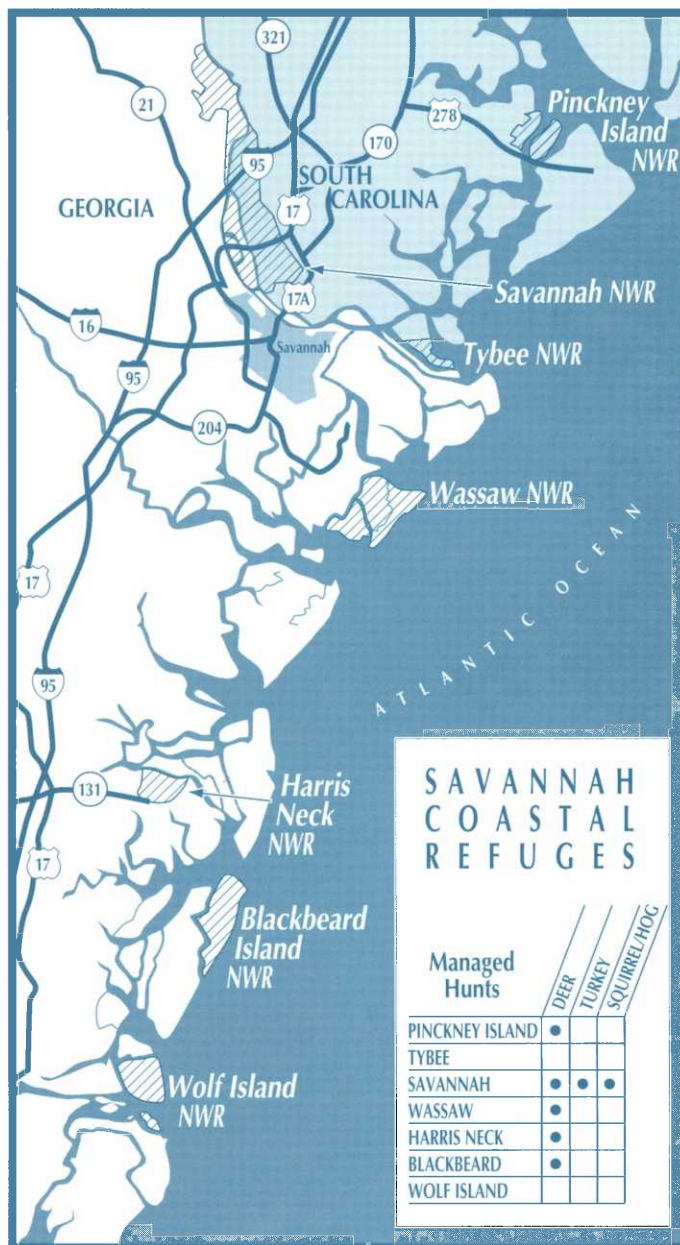 321
21
Pinckney
Island
NWR
278
170
95
SOUTH
CAROLINA
GEORGIA
17
Savannah NWR
17A
16
Savannah
Tybee NWR
95
204
Wassaw NWR
17
ATLANTIC OCEAN
95
Harris
Neck
NWR
131
17
Blackbeard
Island
NWR
Wolf Island
NWR
SAVANNAH
COASTAL
REFUGES
Managed
Hunts
DEER
TURKEY
SQUIRREL/HOG
PINCKNEY ISLAND ●
TYBEE
SAVANNAH ● ● ●
WASSAW ●
HARRIS NECK ●
BLACKBEARD ●
WOLF ISLAND